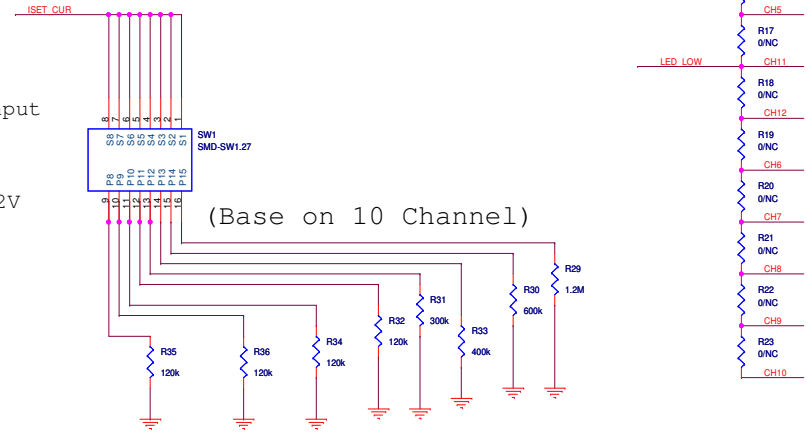 ISET CUR
put
2V
8 7 6 5 4 3 2 1
S8 S7 S6 S5 S4 S3 S2 S1
SW1
SMD-SW1.27
P8 P9 P10 P11 P12 P13 P14 P15
9 10 11 12 13 14 15 16
(Base on 10 Channel)
R29
1.2M
R30
600k
R31
300k
R32
120k
R33
400k
R34
120k
R35
120k
R36
120k
LED LOW
CH5
R17
0/NC
CH11
R18
0/NC
CH12
R19
0/NC
CH6
R20
0/NC
CH7
R21
0/NC
CH8
R22
0/NC
CH9
R23
0/NC
CH10